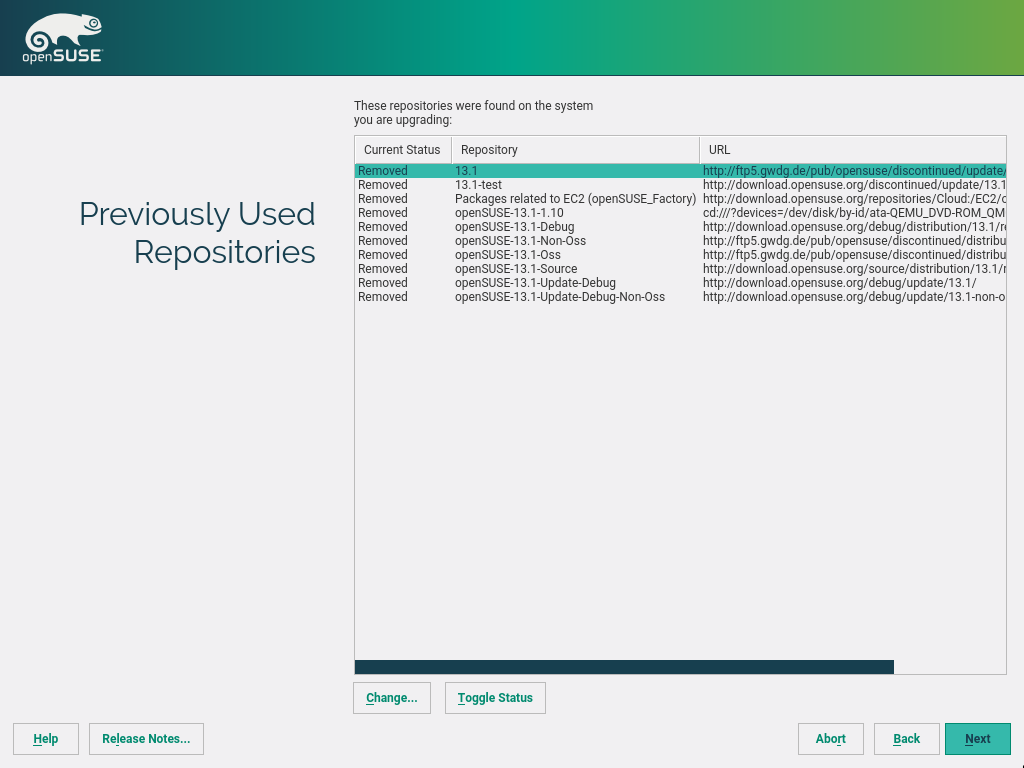 openSUSE
Previously Used
Repositories
These repositories were found on the system
you are upgrading:
Current Status Repository URL
Removed 13.1 http://ftp5.gwdg.de/pub/opensuse/discontinued/update/
Removed 13.1-test http://download.opensuse.org/discontinued/update/13.1
Removed Packages related to EC2 (openSUSE_Factory) http://download.opensuse.org/repositories/Cloud:/EC2/
Removed openSUSE-13.1-1.10 cd:///?devices=/dev/disk/by-id/ata-QEMU_DVD-ROM_QM
Removed openSUSE-13.1-Debug http://download.opensuse.org/debug/distribution/13.1/r
Removed openSUSE-13.1-Non-Oss http://ftp5.gwdg.de/pub/opensuse/discontinued/distribu
Removed openSUSE-13.1-Oss http://ftp5.gwdg.de/pub/opensuse/discontinued/distribu
Removed openSUSE-13.1-Source http://download.opensuse.org/source/distribution/13.1/
Removed openSUSE-13.1-Update-Debug http://download.opensuse.org/debug/update/13.1/
Removed openSUSE-13.1-Update-Debug-Non-Oss http://download.opensuse.org/debug/update/13.1-non-o
Change... Toggle Status
Help Release Notes... Abort Back Next